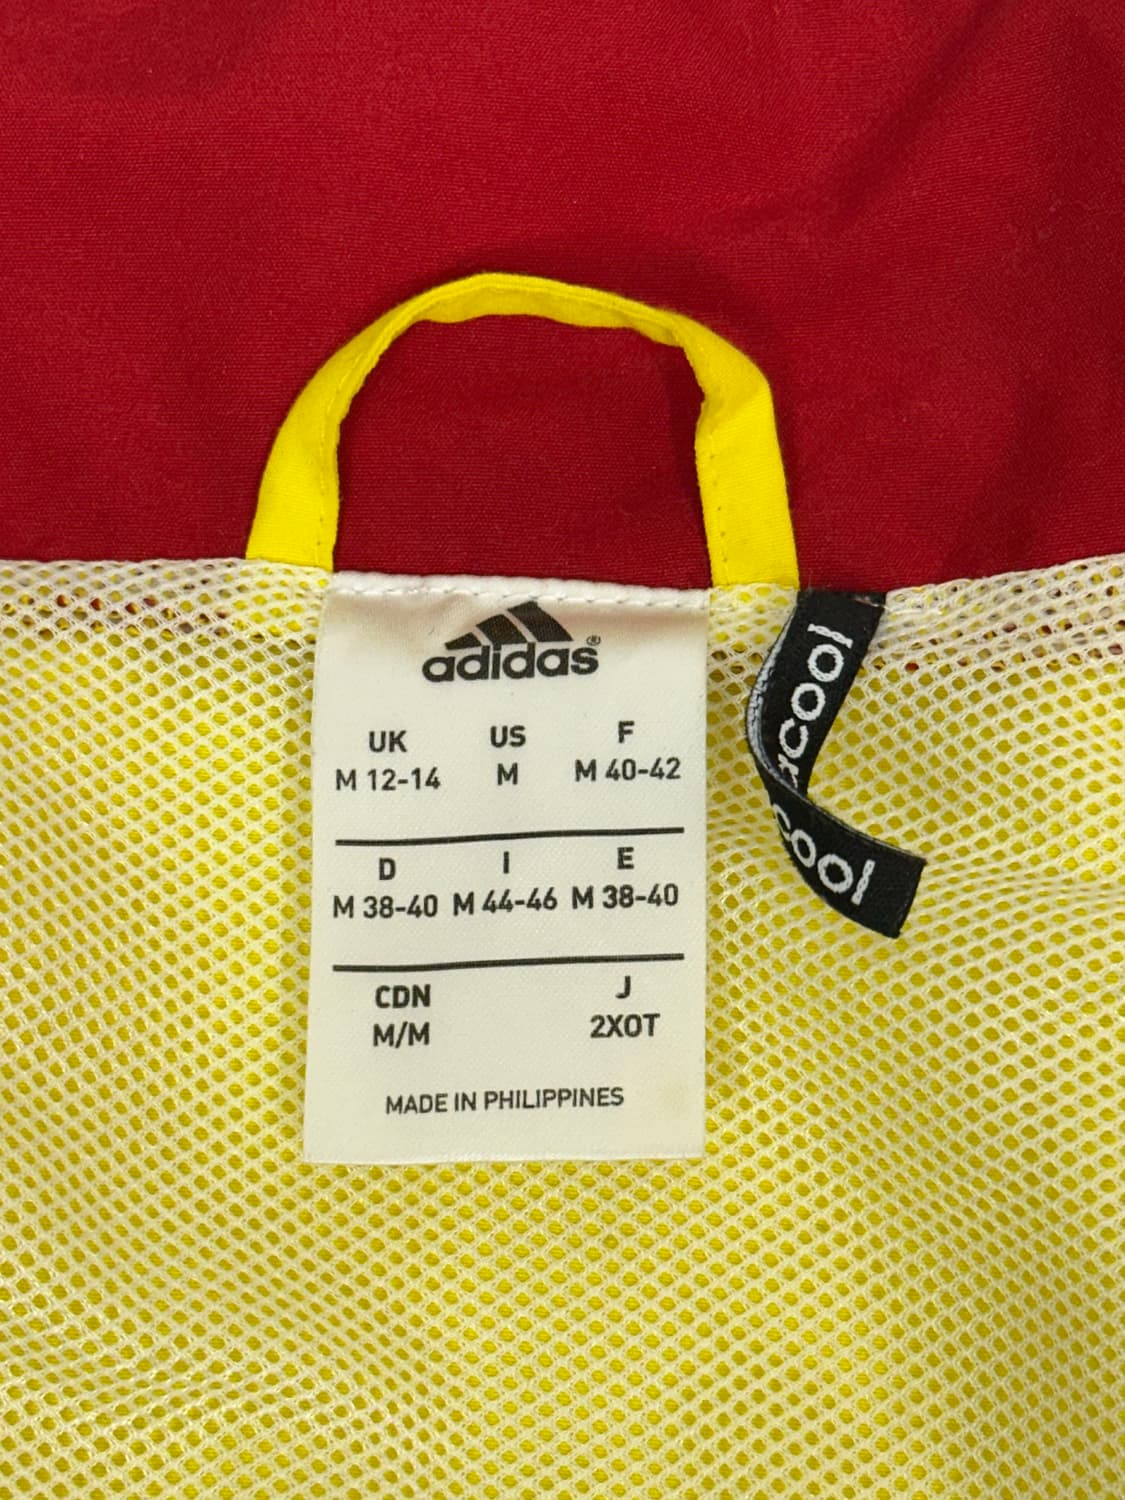 adidas®
UK US F
M 12-14 M M 40-42
D I E
M 38-40 M 44-46 M 38-40
CDN J
M/M 2XOT
MADE IN PHILIPPINES
cool
cool